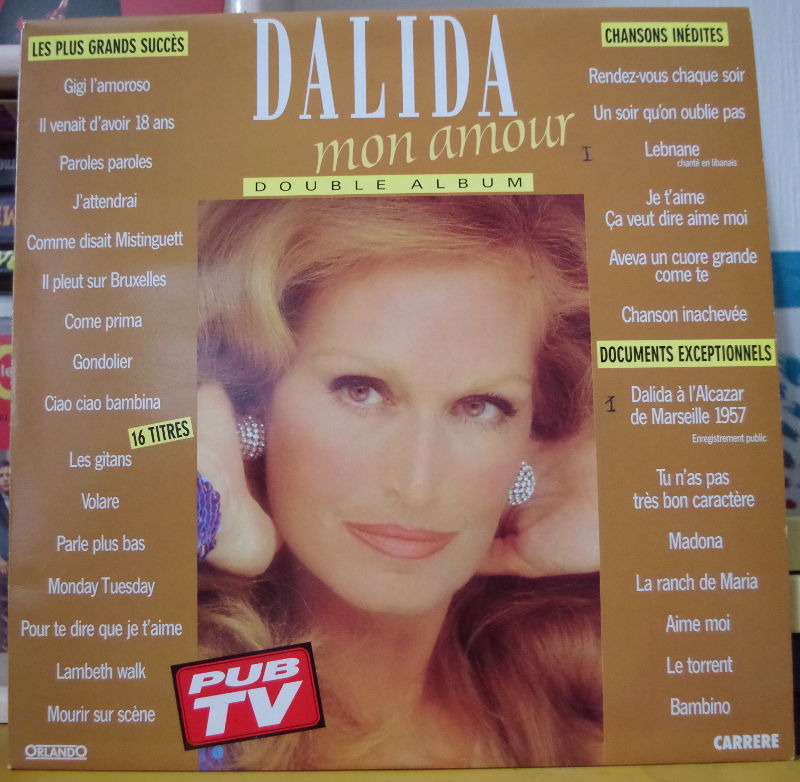 LES PLUS GRANDS SUCCÈS
Gigi l'amoroso
Il venait d'avoir 18 ans
Paroles paroles
J'attendrai
Comme disait Mistinguett
Il pleut sur Bruxelles
Come prima
Gondolier
Ciao ciao bambina
16 TITRES
Les gitans
Volare
Parle plus bas
Monday Tuesday
Pour te dire que je t'aime
Lambeth walk
Mourir sur scène
ORLANDO
DALIDA
mon amour
DOUBLE ALBUM
PUB
TV
CHANSONS INÉDITES
Rendez-vous chaque soir
Un soir qu'on oublie pas
I
Lebnane
chanté en libanais
Je t'aime
Ça veut dire aime moi
Aveva un cuore grande
come te
Chanson inachevée
DOCUMENTS EXCEPTIONNELS
1
Dalida à l'Alcazar
de Marseille 1957
Enregistrement public
Tu n'as pas
très bon caractère
Madona
La ranch de Maria
Aime moi
Le torrent
Bambino
CARRERE